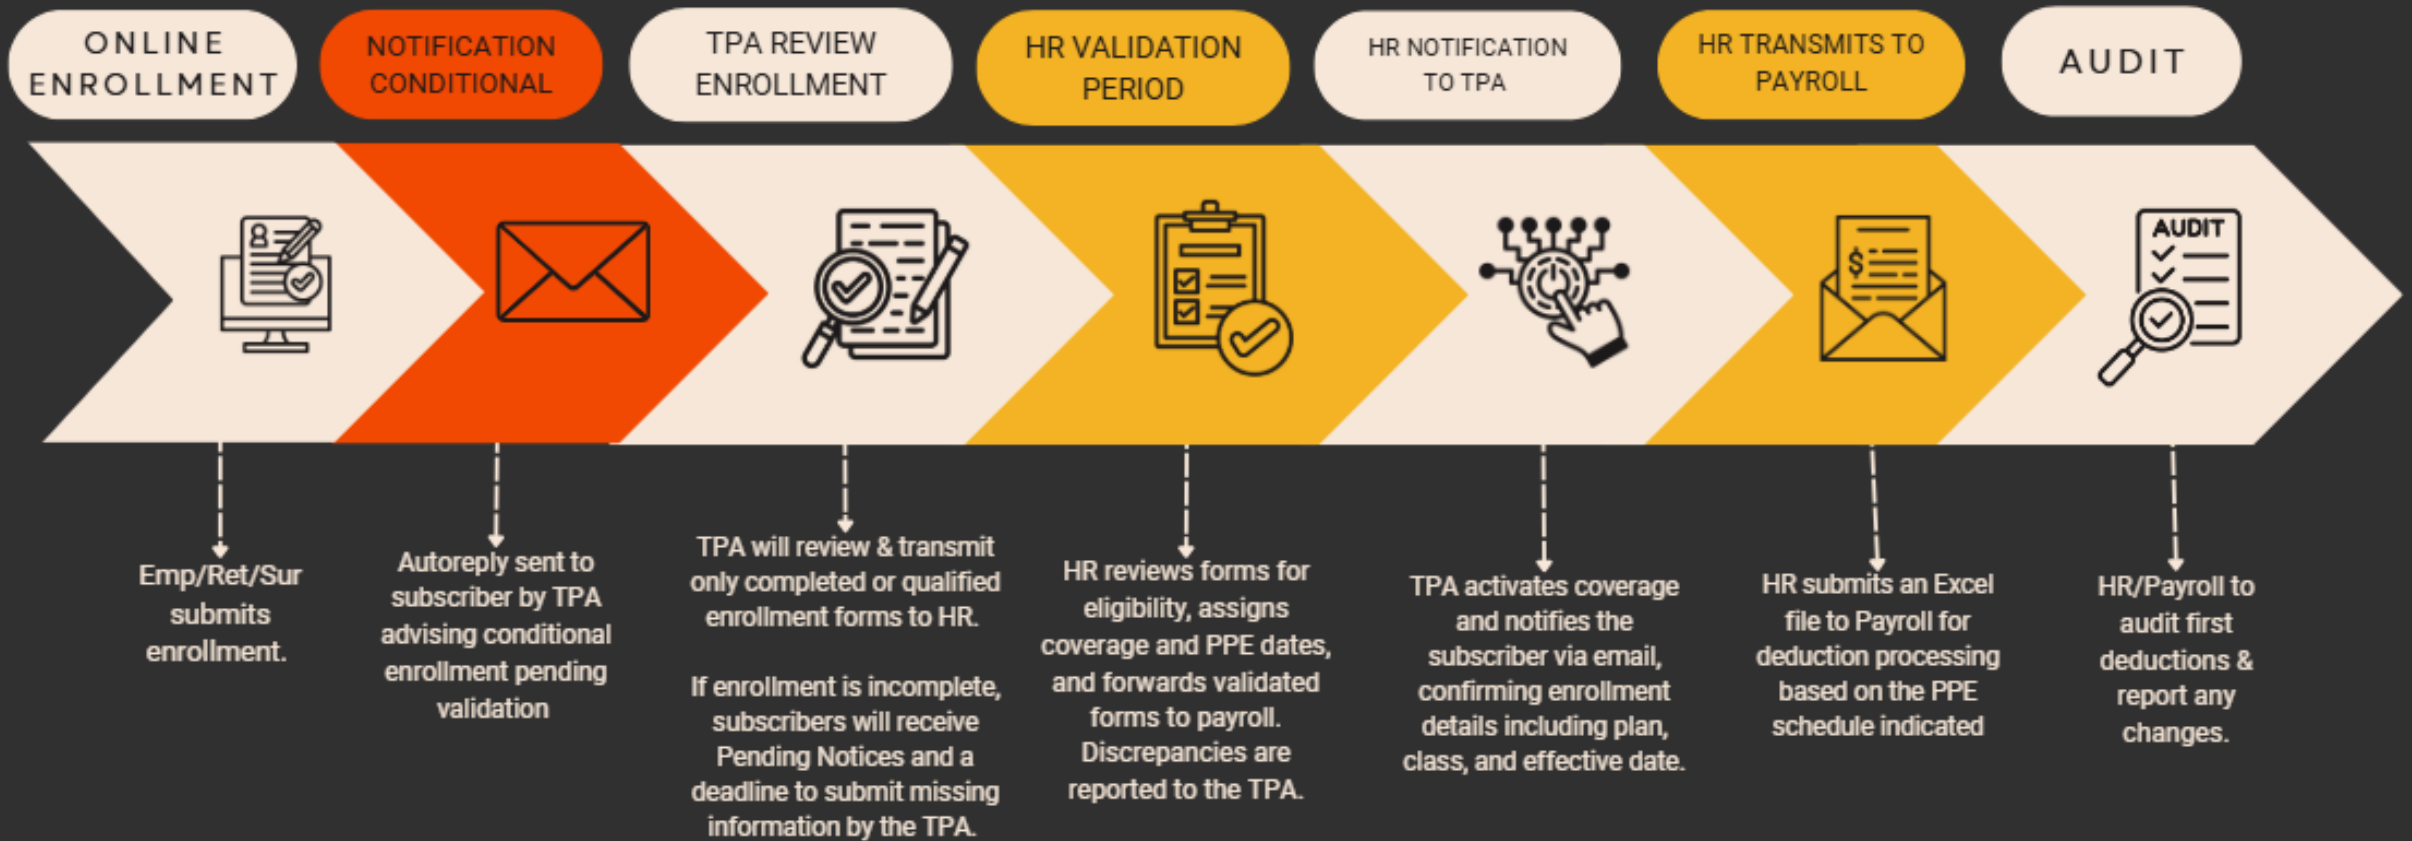 ONLINE
ENROLLMENT
NOTIFICATION
CONDITIONAL
TPA REVIEW
ENROLLMENT
HR VALIDATION
PERIOD
HR NOTIFICATION
TO TPA
HR TRANSMITS TO
PAYROLL
AUDIT
$
AUDIT
Emp/Ret/Sur
submits
enrollment.
Autoreply sent to
subscriber by TPA
advising conditional
enrollment pending
validation
TPA will review & transmit
only completed or qualified
enrollment forms to HR.
If enrollment is incomplete,
subscribers will receive
Pending Notices and a
deadline to submit missing
information by the TPA.
HR reviews forms for
eligibility, assigns
coverage and PPE dates,
and forwards validated
forms to payroll.
Discrepancies are
reported to the TPA.
TPA activates coverage
and notifies the
subscriber via email,
confirming enrollment
details including plan,
class, and effective date.
HR submits an Excel
file to Payroll for
deduction processing
based on the PPE
schedule indicated
HR/Payroll to
audit first
deductions &
report any
changes.